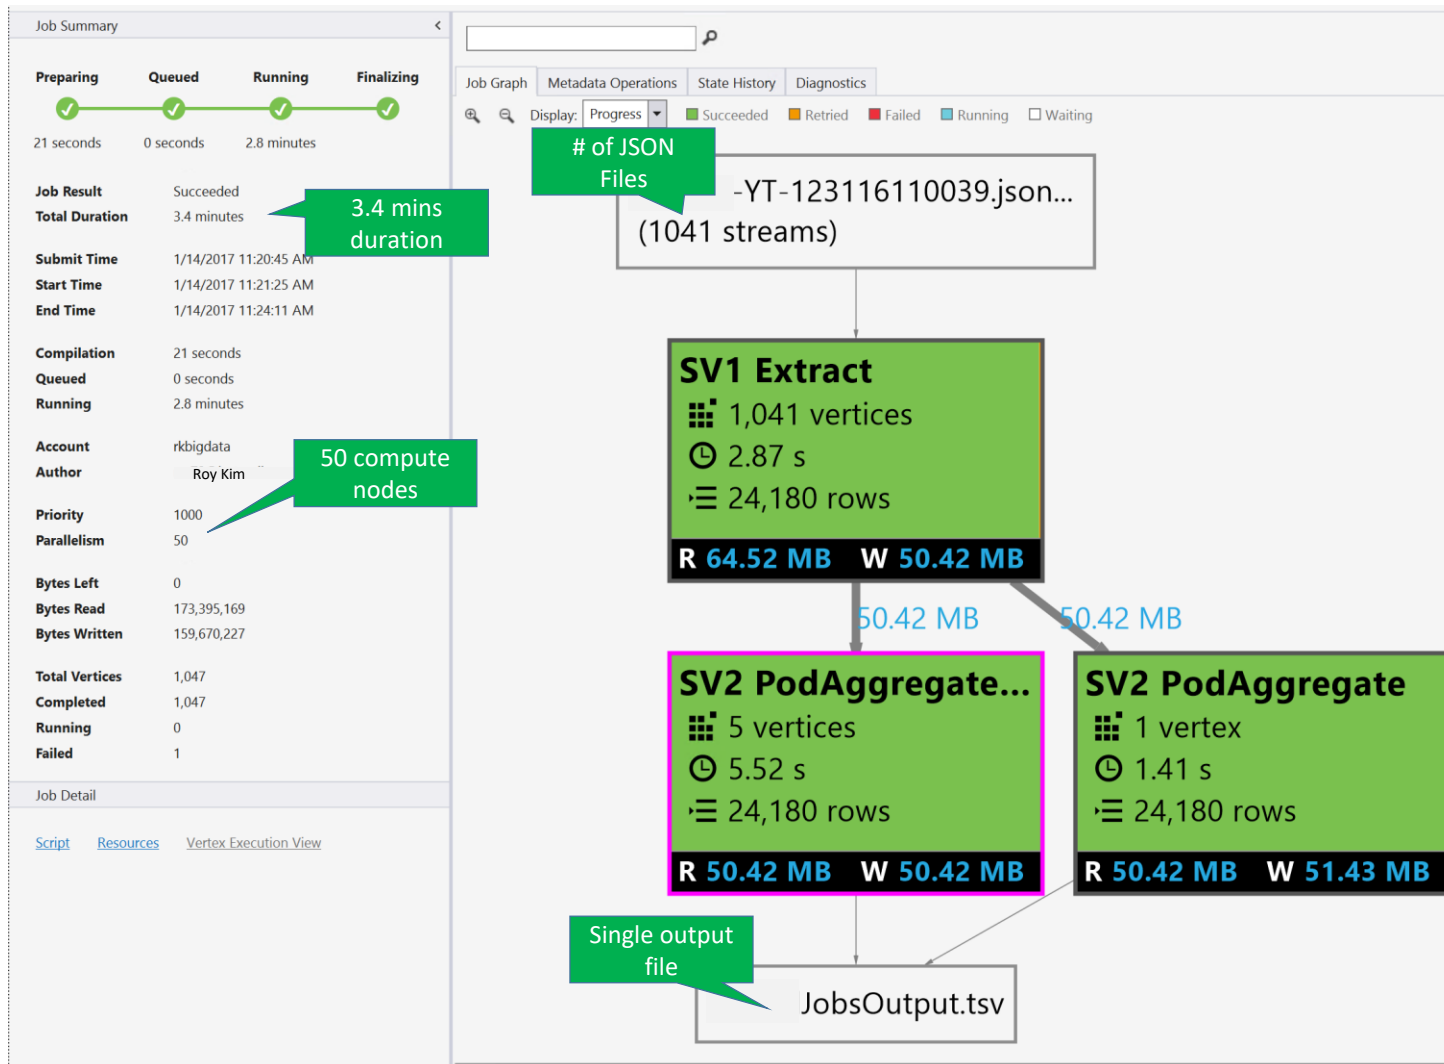 Job Summary
Preparing Queued Running Finalizing
21 seconds 0 seconds 2.8 minutes
Job Result Succeeded
Total Duration 3.4 minutes
3.4 mins
duration
Submit Time 1/14/2017 11:20:45 AM
Start Time 1/14/2017 11:21:25 AM
End Time 1/14/2017 11:24:11 AM
Compilation 21 seconds
Queued 0 seconds
Running 2.8 minutes
Account rkbigdata
Author Roy Kim
50 compute
nodes
Priority 1000
Parallelism 50
Bytes Left 0
Bytes Read 173,395,169
Bytes Written 159,670,227
Total Vertices 1,047
Completed 1,047
Running 0
Failed 1
Job Detail
Script Resources Vertex Execution View
Job Graph Metadata Operations State History Diagnostics
Display: Progress Succeeded Retried Failed Running Waiting
# of JSON
Files
-YT-123116110039.json...
(1041 streams)
SV1 Extract
1,041 vertices
2.87 s
24,180 rows
R 64.52 MB W 50.42 MB
50.42 MB 50.42 MB
SV2 PodAggregate...
5 vertices
5.52 s
24,180 rows
R 50.42 MB W 50.42 MB
SV2 PodAggregate
1 vertex
1.41 s
24,180 rows
R 50.42 MB W 51.43 MB
Single output
file
JobsOutput.tsv